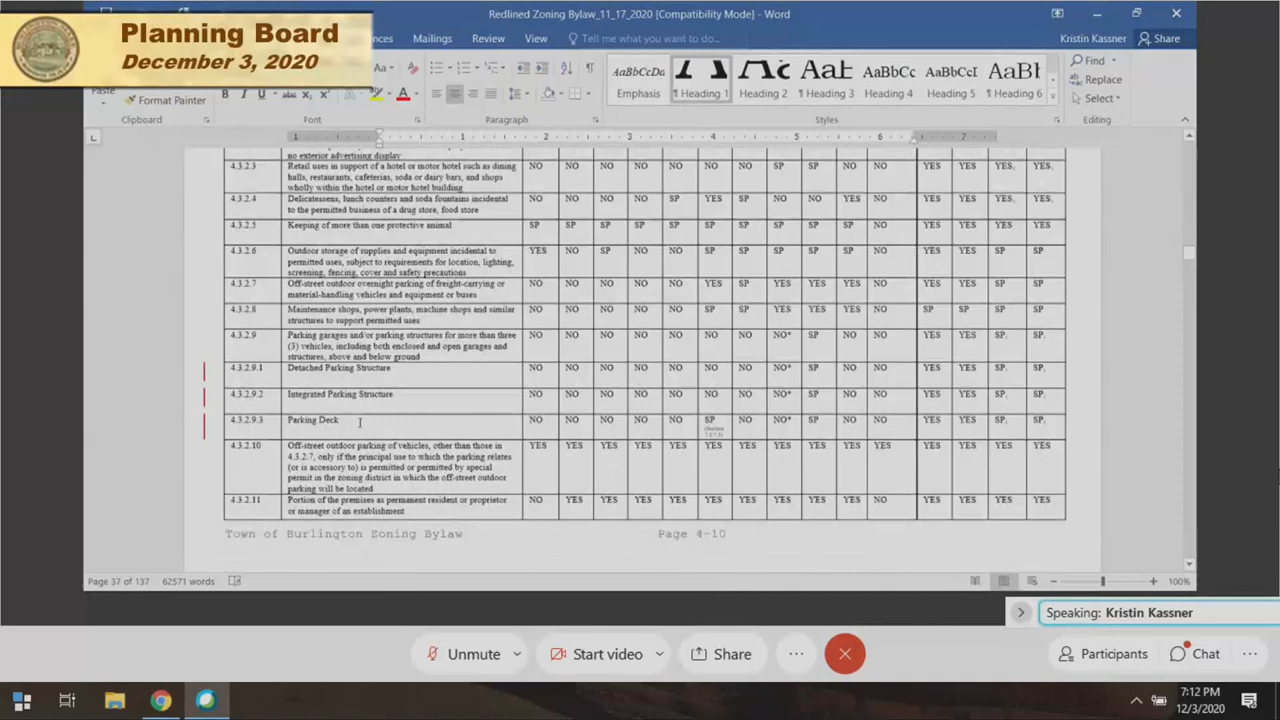 Planning Board
December 3, 2020
Redlined Zoning Bylaw_11_17_2020 [Compatibility Mode] - Word
Mailings Review View Tell me what you want to do... Kristin Kassner Share
Format Painter
Clipboard Font Paragraph Styles Editing
Emphasis ¶ Heading 1 Heading 2 ¶ Heading 3 Heading 4 Heading 5 ¶ Heading 6
Find
Replace
Select
no exterior advertising display
4.3.2.3 Retail uses in support of a hotel or motor hotel such as dining halls, restaurants, cafeterias, soda or dairy bars, and shops wholly within the hotel or motor hotel building NO NO NO NO NO NO SP SP NO NO YES YES YES, YES,
4.3.2.4 Delicatessens, lunch counters and soda fountains incidental to the permitted business of a drug store, food store NO NO NO NO SP YES SP NO NO YES NO YES YES YES, YES,
4.3.2.5 Keeping of more than one protective animal SP SP SP SP SP SP SP SP SP SP NO YES YES YES YES
4.3.2.6 Outdoor storage of supplies and equipment incidental to permitted uses, subject to requirements for location, lighting, screening, fencing, cover and safety precautions YES NO SP NO NO SP SP SP SP SP NO YES YES SP SP
4.3.2.7 Off-street outdoor overnight parking of freight-carrying or material-handling vehicles and equipment or buses NO NO NO NO NO YES SP YES YES YES NO YES YES SP SP
4.3.2.8 Maintenance shops, power plants, machine shops and similar structures to support permitted uses NO NO NO NO NO SP SP YES YES YES NO SP SP SP SP
4.3.2.9 Parking garages and/or parking structures for more than three (3) vehicles, including both enclosed and open garages and structures, above and below ground NO NO NO NO NO NO NO NO* SP NO NO YES YES SP, SP,
4.3.2.9.1 Detached Parking Structure NO NO NO NO NO NO NO NO* SP NO NO YES YES SP, SP,
4.3.2.9.2 Integrated Parking Structure NO NO NO NO NO NO NO NO* SP NO NO YES YES SP, SP,
4.3.2.9.3 Parking Deck NO NO NO NO NO SP NO NO* SP NO NO YES YES SP, SP,
4.3.2.10 Off-street outdoor parking of vehicles, other than those in 4.3.2.7, only if the principal use to which the parking relates (or is accessory to) is permitted or permitted by special permit in the zoning district in which the off-street outdoor parking will be located YES YES YES YES YES YES YES YES YES YES YES YES YES YES YES
4.3.2.11 Portion of the premises as permanent resident or proprietor or manager of an establishment NO YES YES YES YES YES YES YES YES YES NO YES YES YES YES
Town of Burlington Zoning Bylaw Page 4-10
Page 37 of 137 62571 words 100%
Speaking: Kristin Kassner
Unmute Start video Share Participants Chat
7:12 PM
12/3/2020